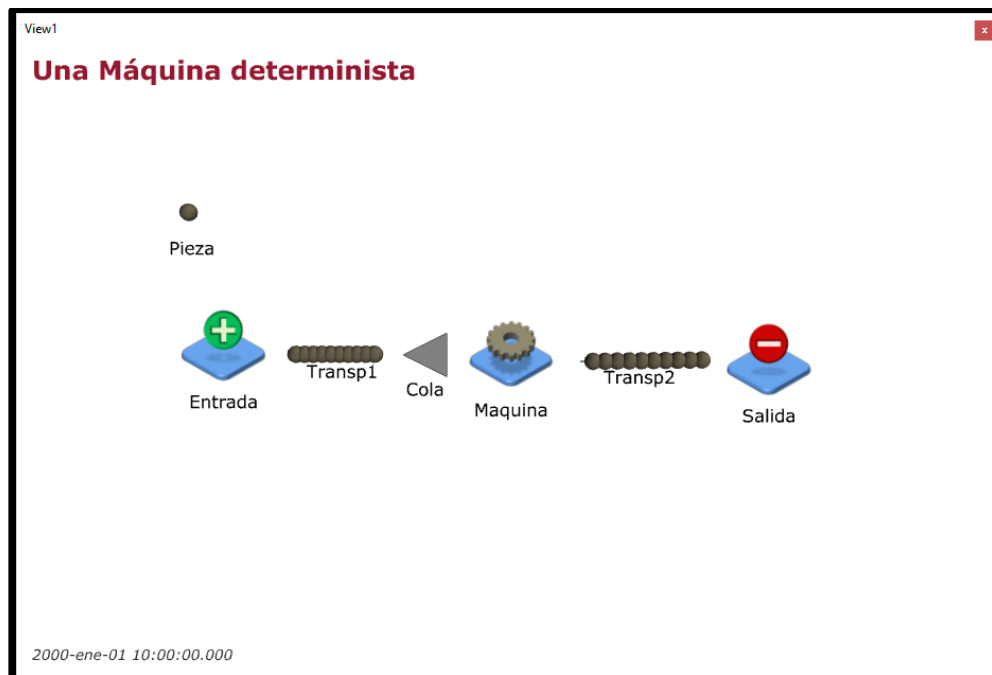 View1
x
Una Máquina determinista
Pieza
Transp1
Transp2
Cola
Entrada
Maquina
Salida
2000-ene-01 10:00:00.000